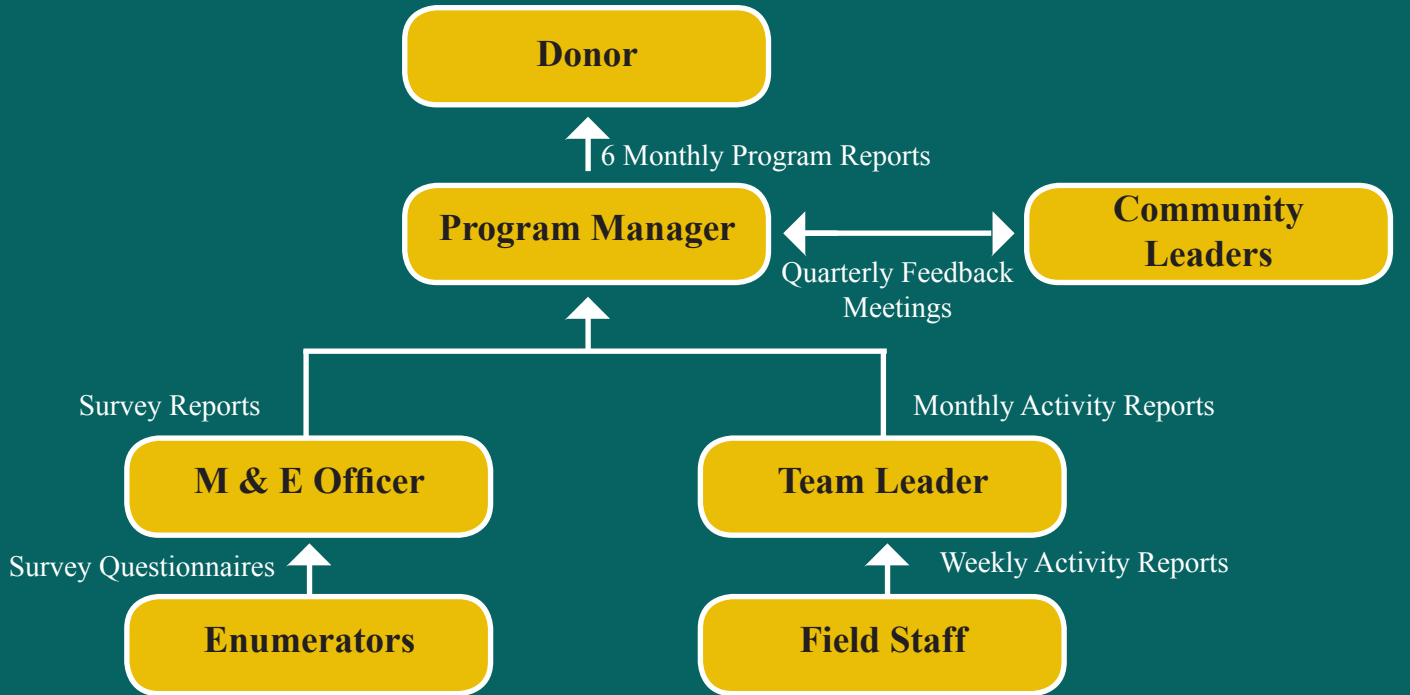 Donor
6 Monthly Program Reports
Program Manager
Community
Leaders
Quarterly Feedback
Meetings
Survey Reports
Monthly Activity Reports
M & E Officer
Team Leader
Survey Questionnaires
Weekly Activity Reports
Enumerators
Field Staff